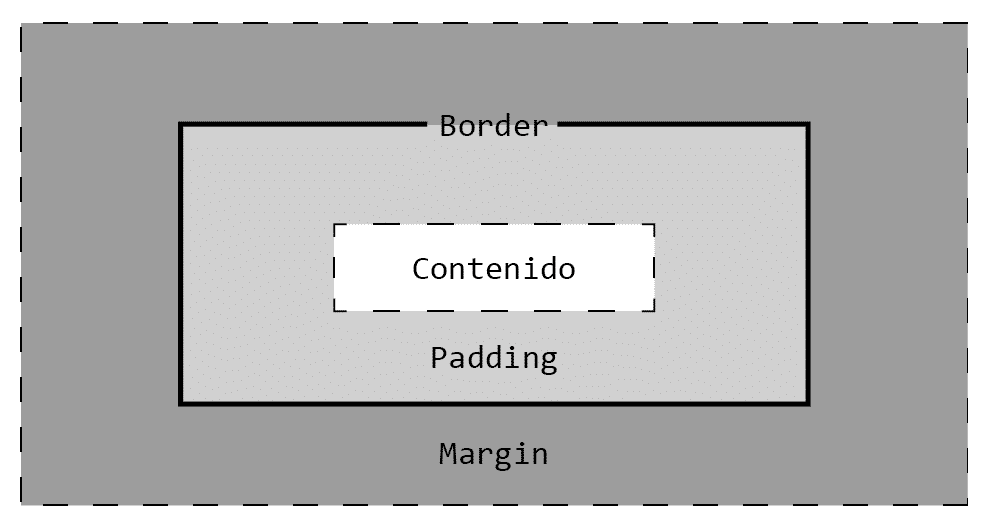 Border
Contenido
Padding
Margin